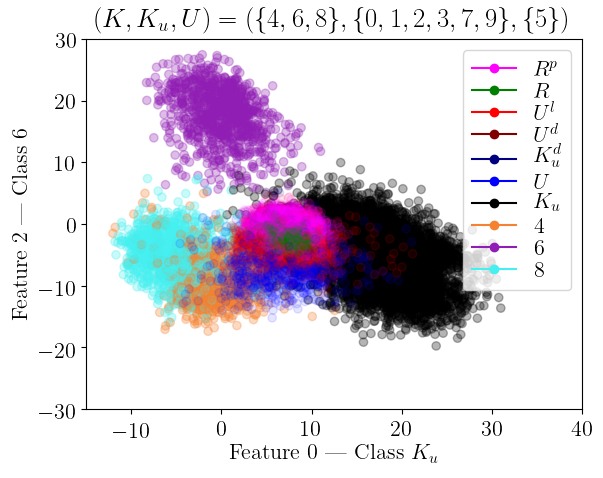 (K, K_u, U) = ({4, 6, 8}, {0, 1, 2, 3, 7, 9}, {5})
30
20
10
0
−10
−20
−30
Feature 2 — Class 6
R^p
R
U^l
U^d
K_u^d
U
K_u
4
6
8
−10
0
10
20
30
40
Feature 0 — Class K_u